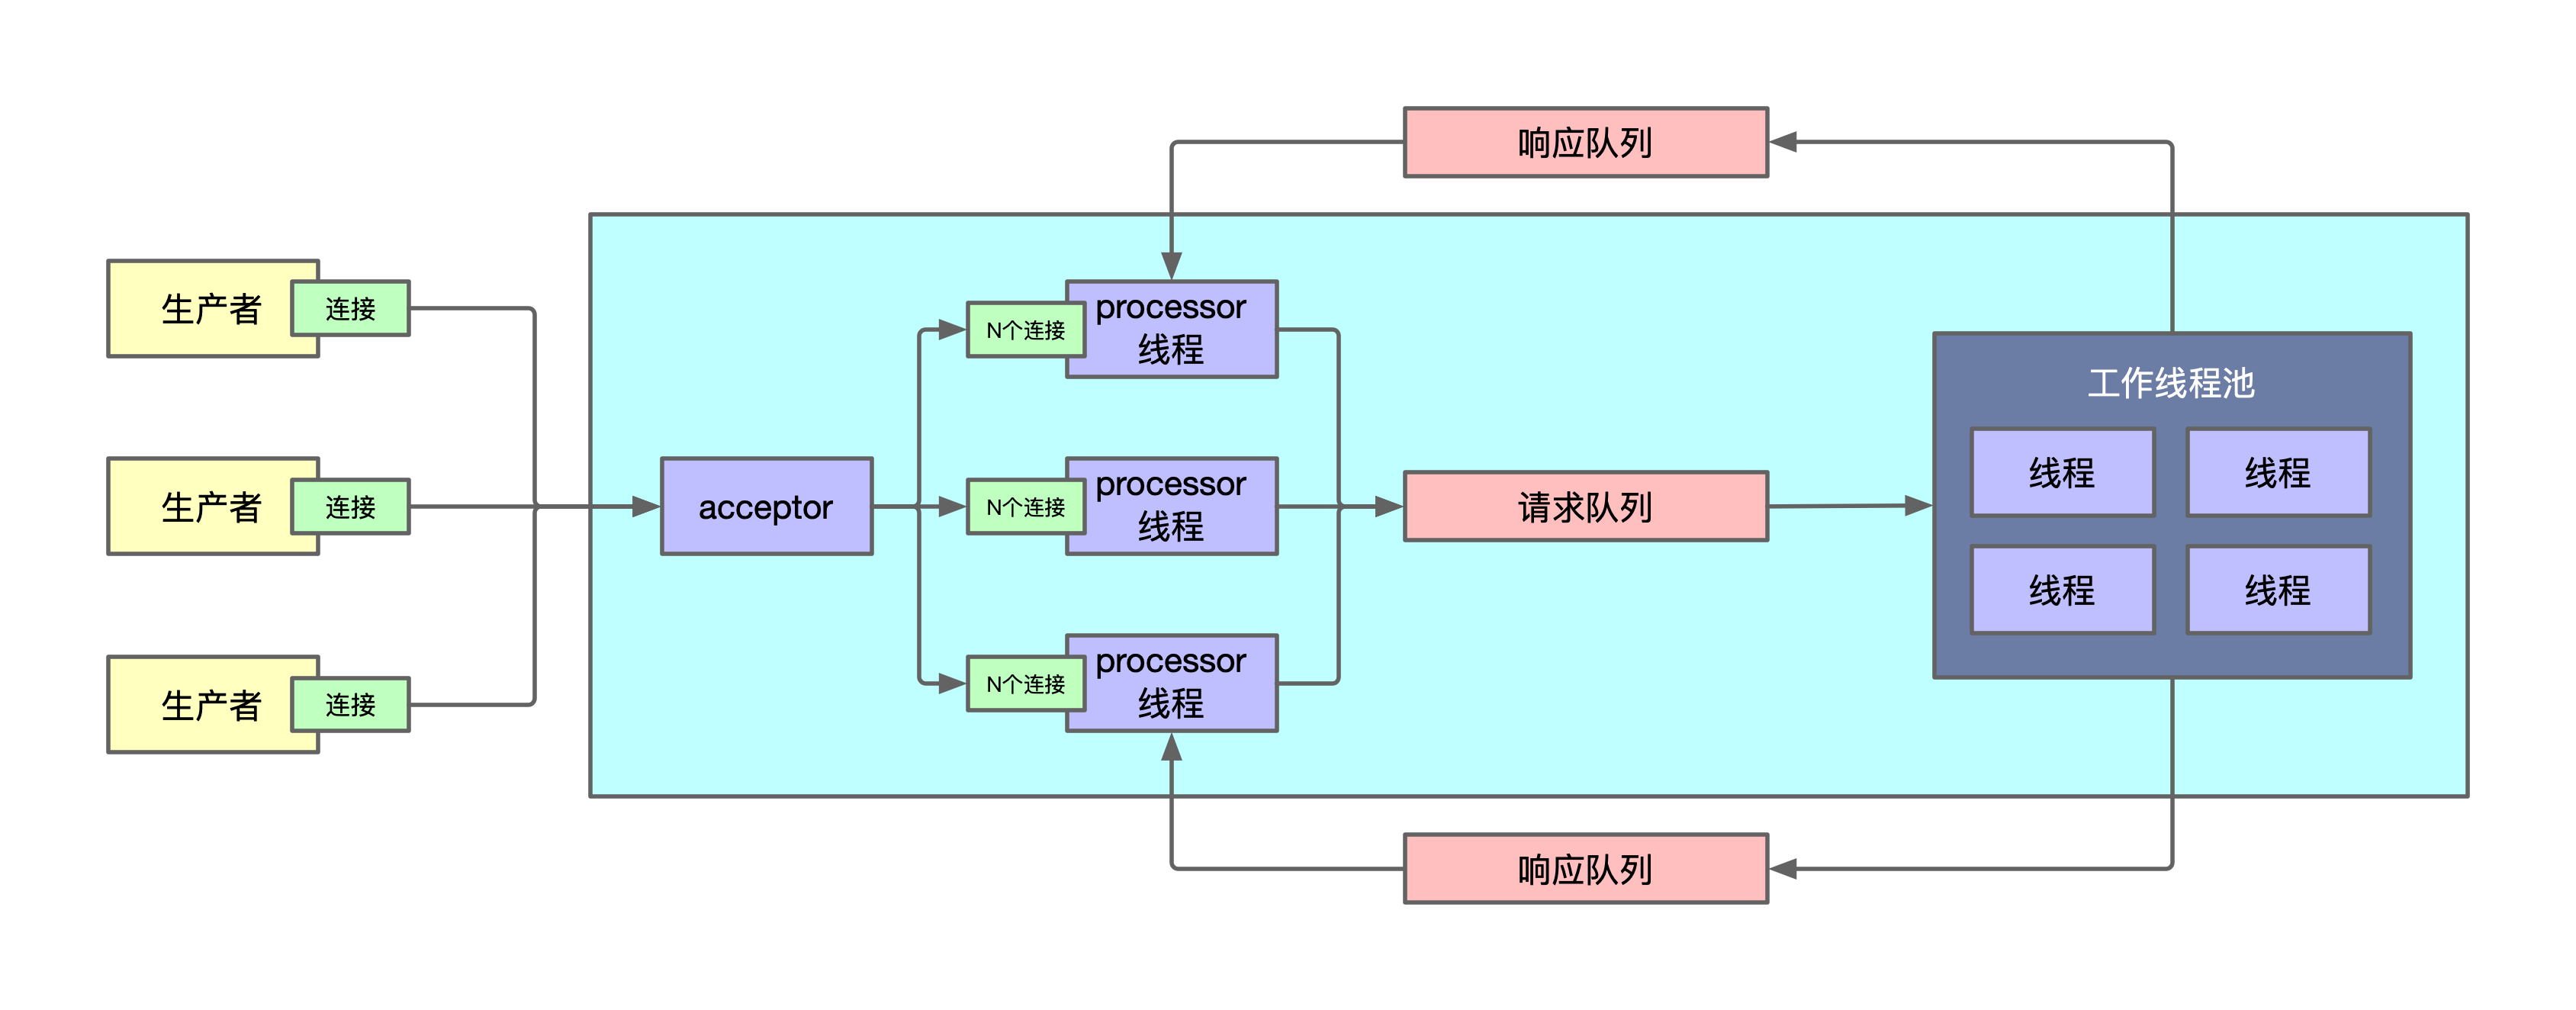 响应队列
生产者
连接
生产者
连接
生产者
连接
acceptor
N个连接
processor
线程
N个连接
processor
线程
N个连接
processor
线程
请求队列
工作线程池
线程
线程
线程
线程
响应队列